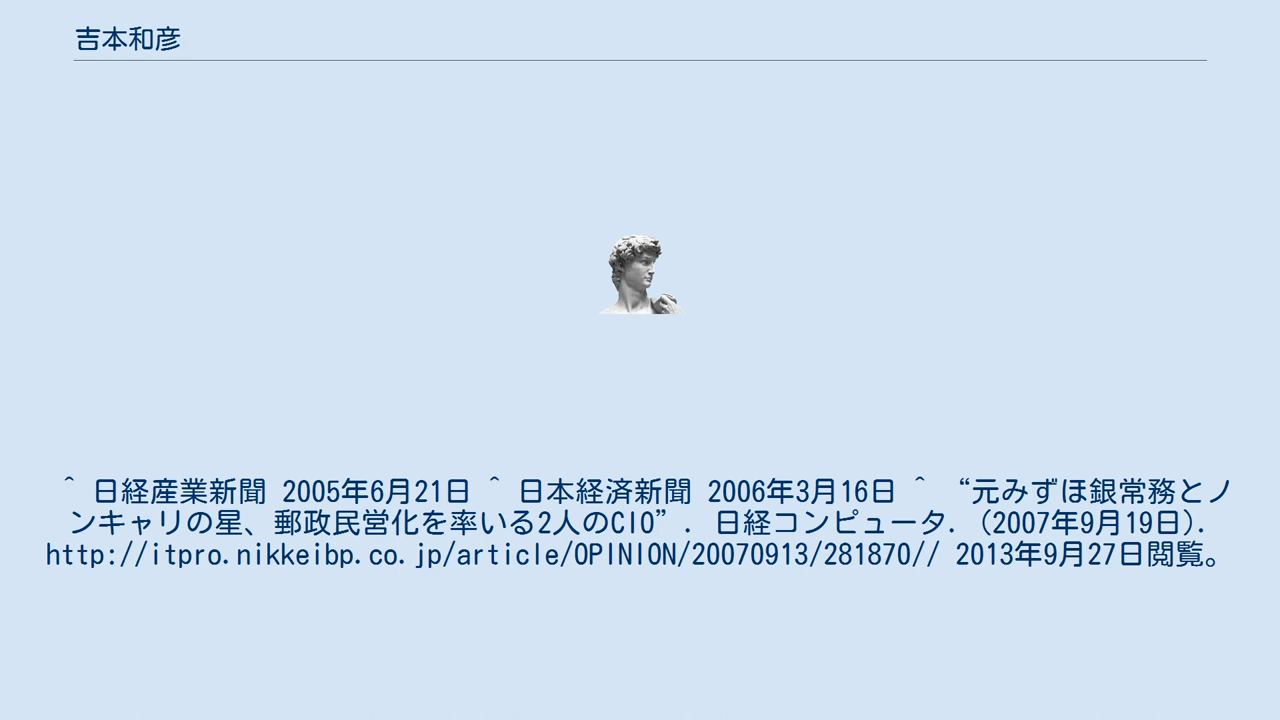 吉本和彦
^ 日経産業新聞 2005年6月21日 ^ 日本経済新聞 2006年3月16日 ^ “元みずほ銀常務とノ
ンキャリの星、郵政民営化を率いる2人のCIO”. 日経コンピュータ. (2007年9月19日).
http://itpro.nikkeibp.co.jp/article/OPINION/20070913/281870// 2013年9月27日閲覧。